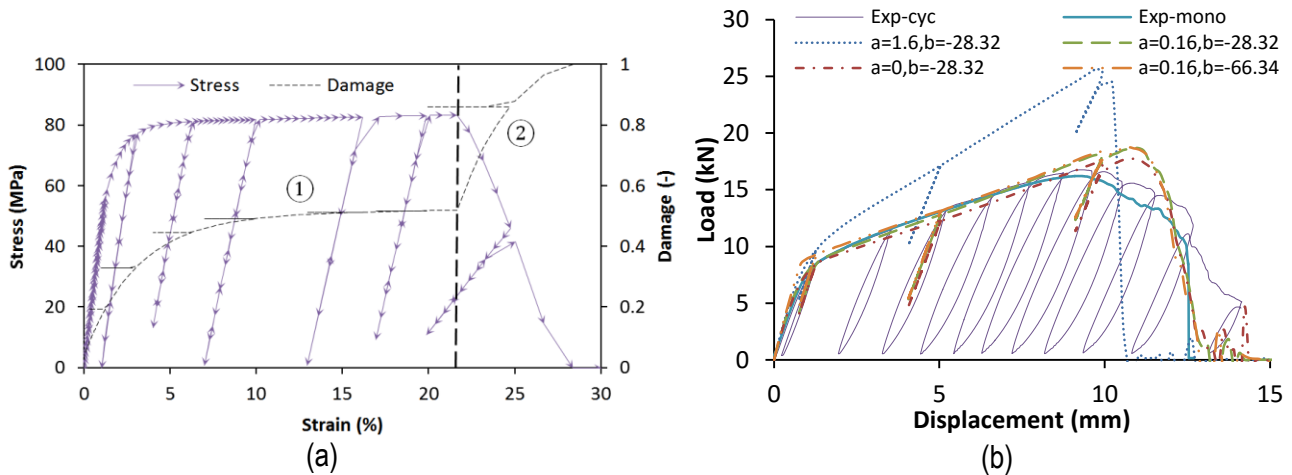 (b)
Exp-cyc Exp-mono
a=1.6,b=-28.32 a=0.16,b=-28.32
a=0,b=-28.32 a=0.16,b=-66.34
Stress Damage
100
80
60
40
20
0
Stress (MPa)
1
0.8
0.6
0.4
0.2
0
Damage (-)
①
②
0 5 10 15 20 25 30
Strain (%)
(a)
30
25
20
15
10
5
0
Load (kN)
0 5 10 15
Displacement (mm)
(b)